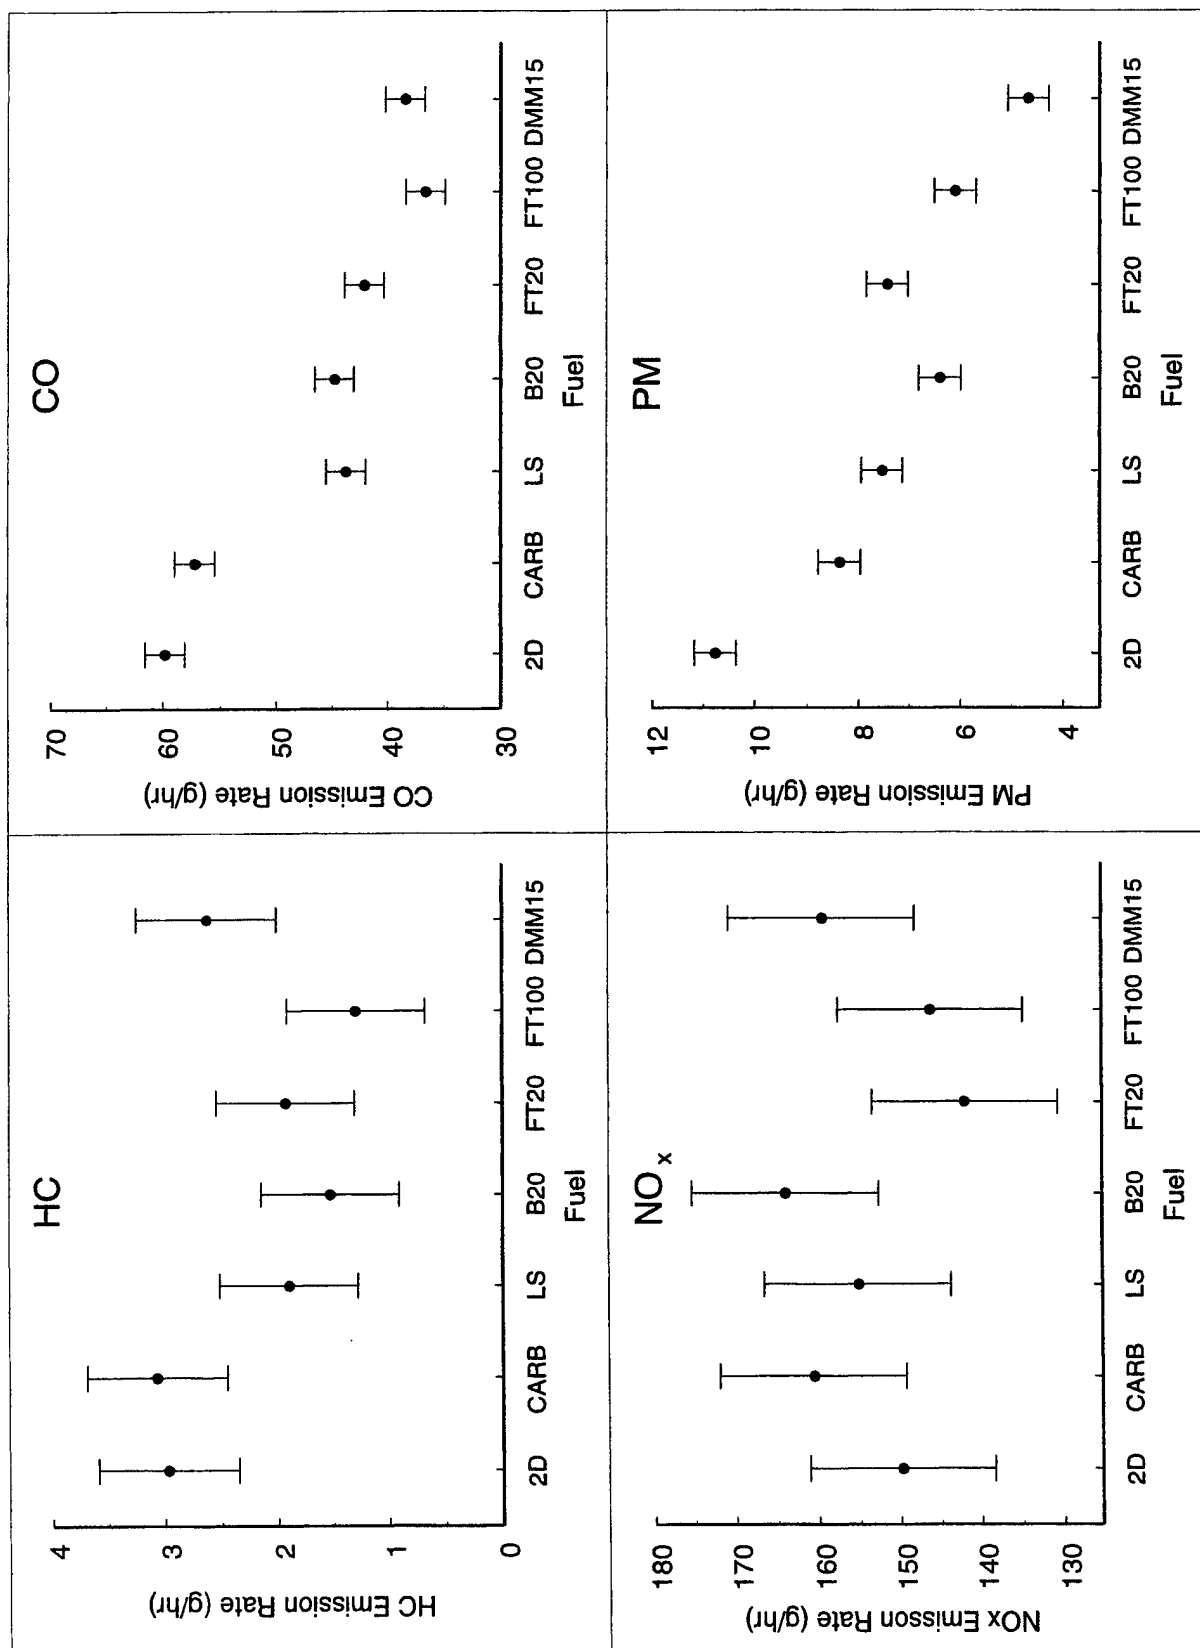 HC
HC Emission Rate (g/hr)
4
3
2
1
0
2D CARB LS B20 FT20 FT100 DMM15
Fuel
CO
CO Emission Rate (g/hr)
70
60
50
40
30
2D CARB LS B20 FT20 FT100 DMM15
Fuel
NOx
NOx Emisson Rate (g/hr)
180
170
160
150
140
130
2D CARB LS B20 FT20 FT100 DMM15
Fuel
PM
PM Emission Rate (g/hr)
12
10
8
6
4
2D CARB LS B20 FT20 FT100 DMM15
Fuel